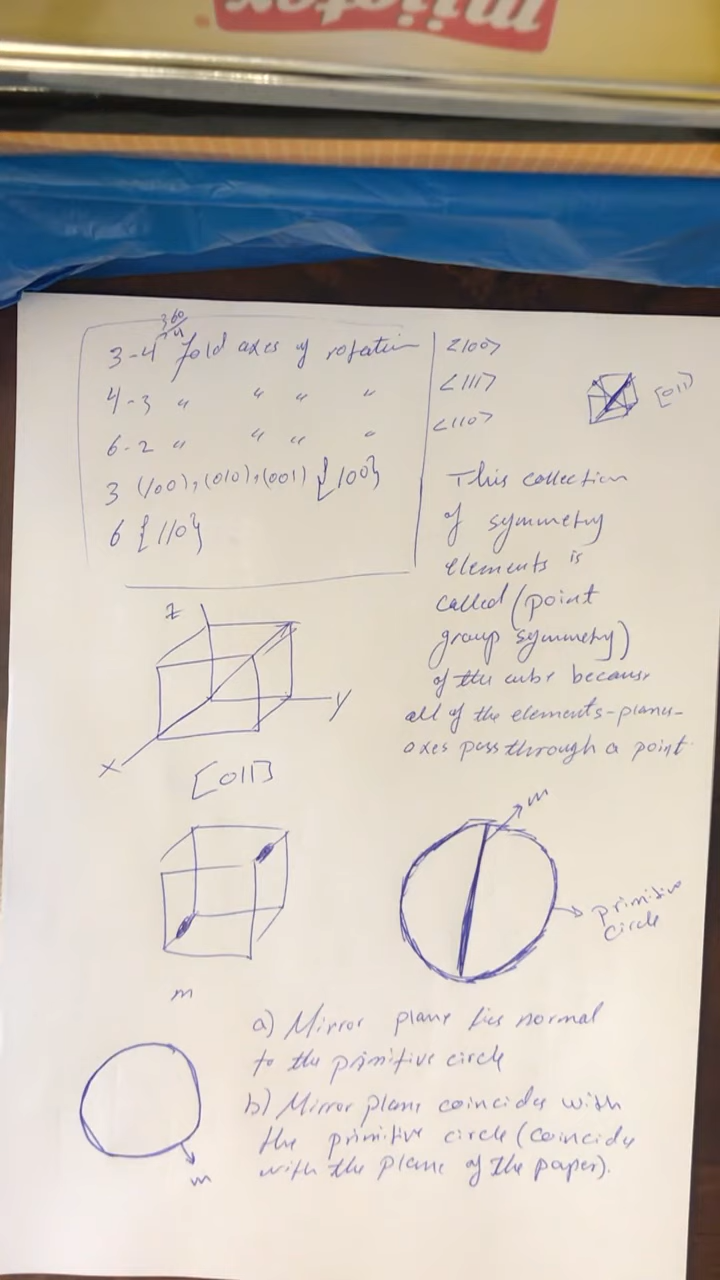 miotor
360
3-4 fold axes of rotation
4-3 " " " "
6-2 " " " "
3 (100), (010), (001) {100}
6 {110}
<100>
<111>
<110>
[011]
This collection
of symmetry
elements is
called (point
group symmetry)
of the cube because
all of the elements-planes-
axes pass through a point.
z
y
x
[011]
m
primitive
circle
m
a) Mirror plane lies normal
to the primitive circle
b) Mirror plane coincides with
the primitive circle (coincides
with the plane of the paper).
m